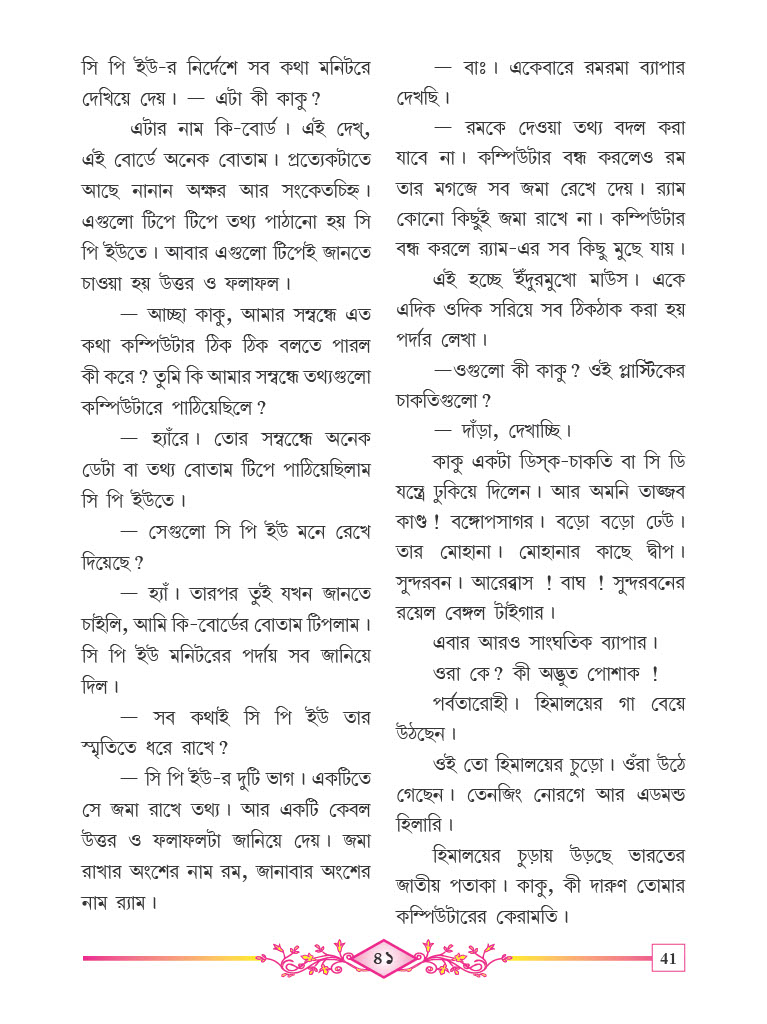 সি পি ইউ-র নির্দেশে সব কথা মনিটরে
দেখিয়ে দেয়। — এটা কী কাকু?
এটার নাম কি-বোর্ড। এই দেখ্,
এই বোর্ডে অনেক বোতাম। প্রত্যেকটাতে
আছে নানান অক্ষর আর সংকেতচিহ্ন।
এগুলো টিপে টিপে তথ্য পাঠানো হয় সি
পি ইউতে। আবার এগুলো টিপেই জানতে
চাওয়া হয় উত্তর ও ফলাফল।
— আচ্ছা কাকু, আমার সম্বন্ধে এত
কথা কম্পিউটার ঠিক ঠিক বলতে পারল
কী করে? তুমি কি আমার সম্বন্ধে তথ্যগুলো
কম্পিউটারে পাঠিয়েছিলে?
— হ্যাঁরে। তোর সম্বন্ধে অনেক
ডেটা বা তথ্য বোতাম টিপে পাঠিয়েছিলাম
সি পি ইউতে।
— সেগুলো সি পি ইউ মনে রেখে
দিয়েছে?
— হ্যাঁ। তারপর তুই যখন জানতে
চাইলি, আমি কি-বোর্ডের বোতাম টিপলাম।
সি পি ইউ মনিটরের পর্দায় সব জানিয়ে
দিল।
— সব কথাই সি পি ইউ তার
স্মৃতিতে ধরে রাখে?
— সি পি ইউ-র দুটি ভাগ। একটিতে
সে জমা রাখে তথ্য। আর একটি কেবল
উত্তর ও ফলাফলটা জানিয়ে দেয়। জমা
রাখার অংশের নাম রম, জানাবার অংশের
নাম র‍্যাম।
— বাঃ। একেবারে রমরমা ব্যাপার
দেখছি।
— রমকে দেওয়া তথ্য বদল করা
যাবে না। কম্পিউটার বন্ধ করলেও রম
তার মগজে সব জমা রেখে দেয়। র‍্যাম
কোনো কিছুই জমা রাখে না। কম্পিউটার
বন্ধ করলে র‍্যাম-এর সব কিছু মুছে যায়।
এই হচ্ছে ইঁদুরমুখো মাউস। একে
এদিক ওদিক সরিয়ে সব ঠিকঠাক করা হয়
পর্দার লেখা।
—ওগুলো কী কাকু? ওই প্লাস্টিকের
চাকতিগুলো?
— দাঁড়া, দেখাচ্ছি।
কাকু একটা ডিস্ক-চাকতি বা সি ডি
যন্ত্রে ঢুকিয়ে দিলেন। আর অমনি তাজ্জব
কাণ্ড! বঙ্গোপসাগর। বড়ো বড়ো ঢেউ।
তার মোহানা। মোহানার কাছে দ্বীপ।
সুন্দরবন। আরেব্বাস ! বাঘ ! সুন্দরবনের
রয়েল বেঙ্গল টাইগার।
এবার আরও সাংঘতিক ব্যাপার।
ওরা কে? কী অদ্ভুত পোশাক !
পর্বতারোহী। হিমালয়ের গা বেয়ে
উঠছেন।
ওই তো হিমালয়ের চুড়ো। ওঁরা উঠে
গেছেন। তেনজিং নোরগে আর এডমন্ড
হিলারি।
হিমালয়ের চুড়ায় উড়ছে ভারতের
জাতীয় পতাকা। কাকু, কী দারুণ তোমার
কম্পিউটারের কেরামতি।
৪১
41